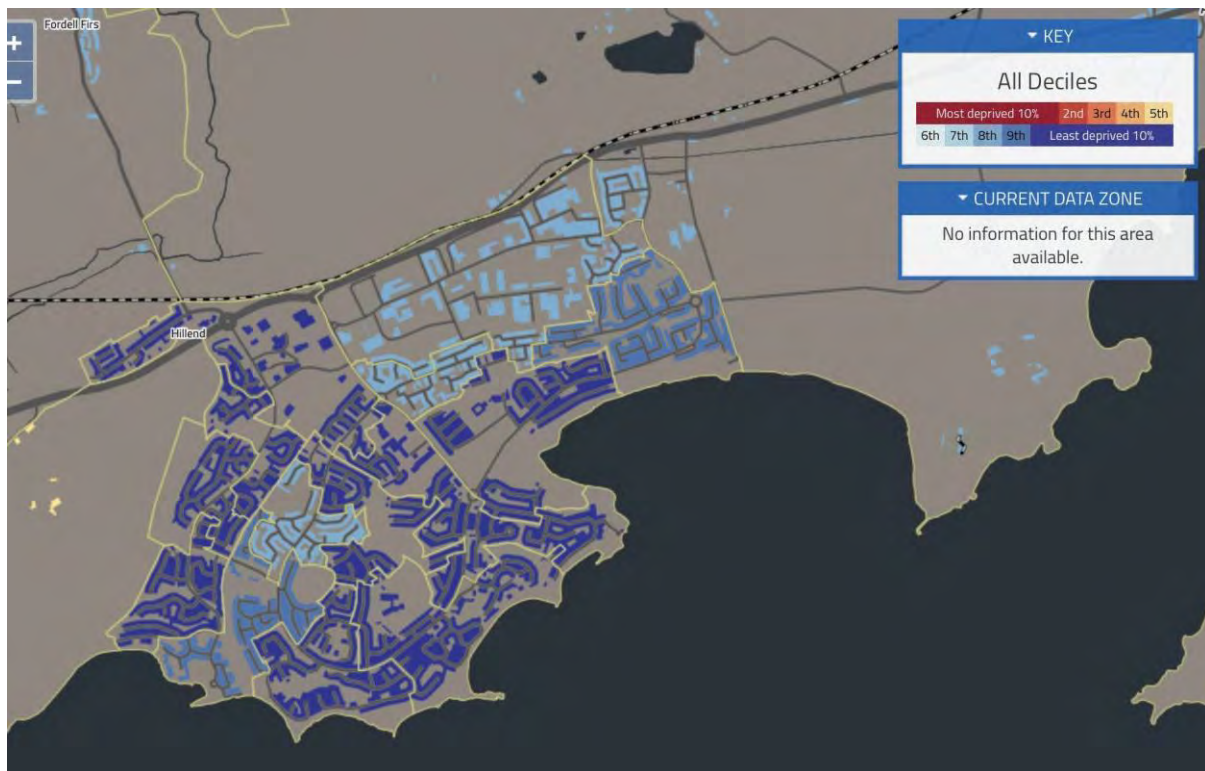 Fordell Firs
+
−
KEY
All Deciles
Most deprived 10% 2nd 3rd 4th 5th
6th 7th 8th 9th Least deprived 10%
CURRENT DATA ZONE
No information for this area
available.
Hillend